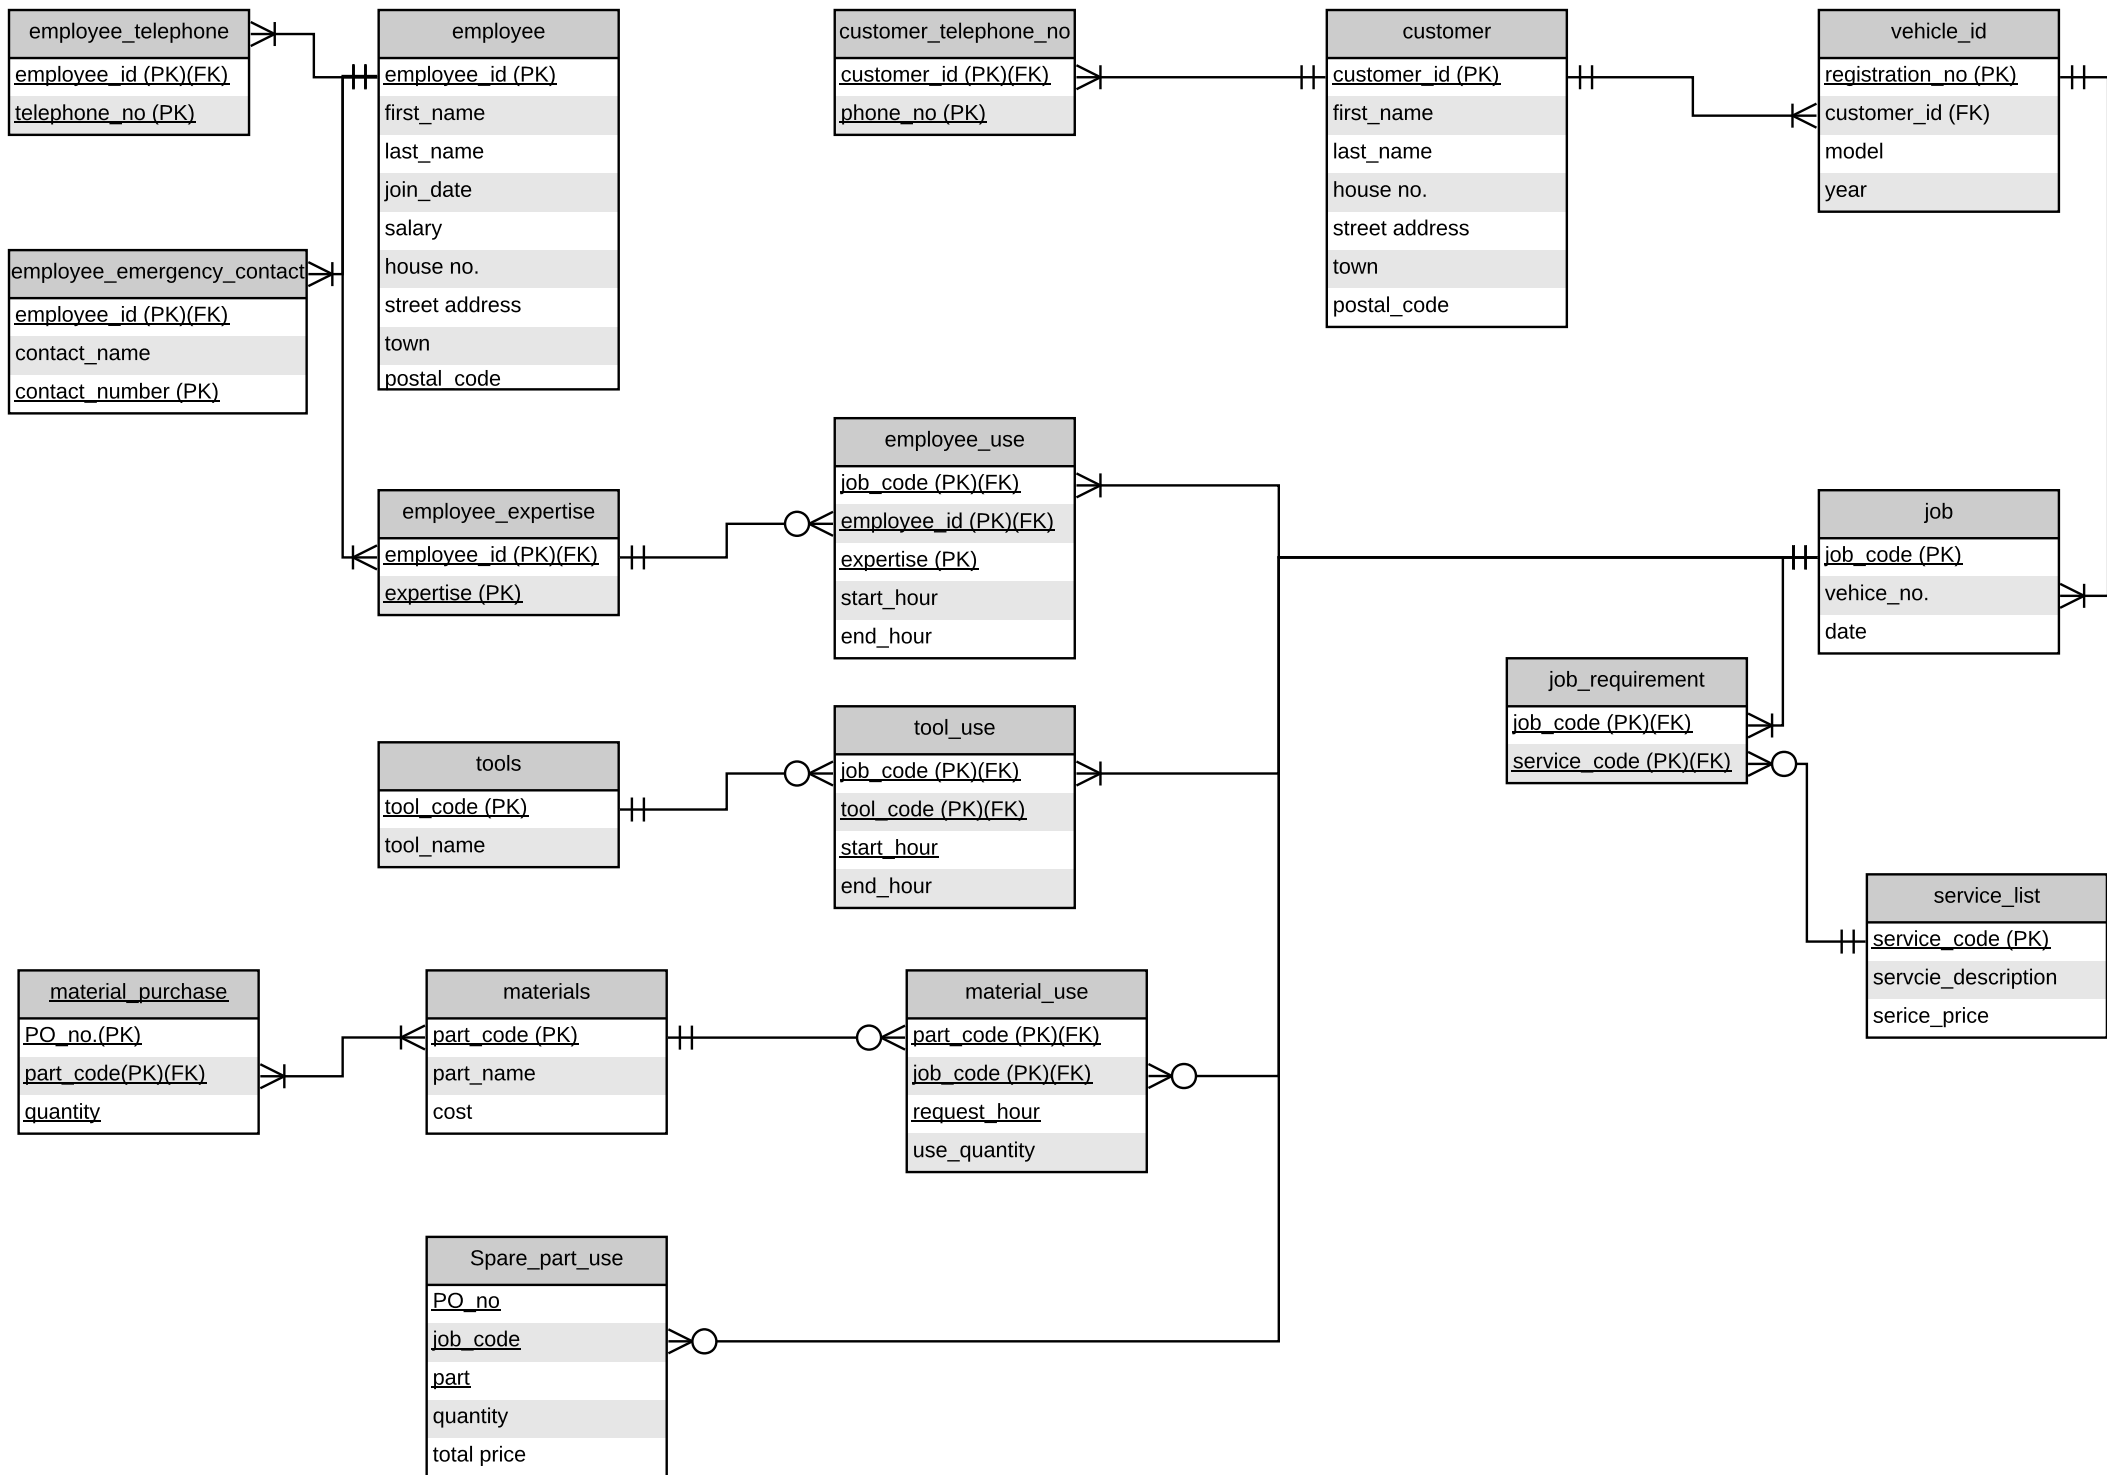 employee_telephone
employee_id (PK)(FK)
telephone_no (PK)
employee
employee_id (PK)
first_name
last_name
join_date
salary
house no.
street address
town
postal_code
customer_telephone_no
customer_id (PK)(FK)
phone_no (PK)
customer
customer_id (PK)
first_name
last_name
house no.
street address
town
postal_code
vehicle_id
registration_no (PK)
customer_id (FK)
model
year
employee_emergency_contact
employee_id (PK)(FK)
contact_name
contact_number (PK)
employee_expertise
employee_id (PK)(FK)
expertise (PK)
employee_use
job_code (PK)(FK)
employee_id (PK)(FK)
expertise (PK)
start_hour
end_hour
job
job_code (PK)
vehice_no.
date
job_requirement
job_code (PK)(FK)
service_code (PK)(FK)
tools
tool_code (PK)
tool_name
tool_use
job_code (PK)(FK)
tool_code (PK)(FK)
start_hour
end_hour
service_list
service_code (PK)
servcie_description
serice_price
material_purchase
PO_no.(PK)
part_code(PK)(FK)
quantity
materials
part_code (PK)
part_name
cost
material_use
part_code (PK)(FK)
job_code (PK)(FK)
request_hour
use_quantity
Spare_part_use
PO_no
job_code
part
quantity
total price